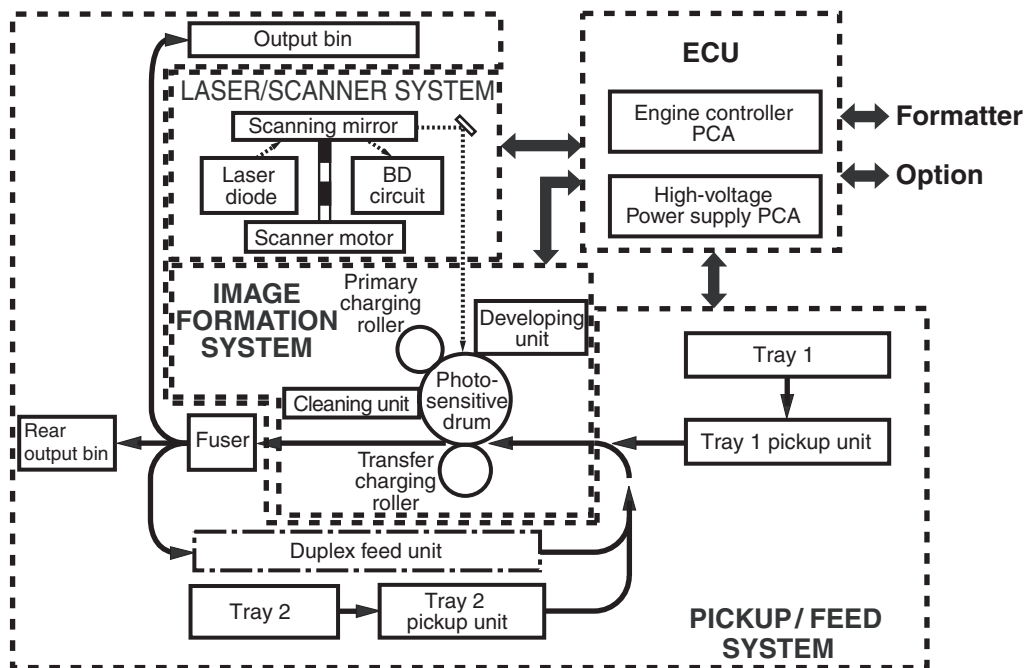 Output bin
LASER/SCANNER SYSTEM
Scanning mirror
Laser
diode
BD
circuit
Scanner motor
ECU
Engine controller
PCA
High-voltage
Power supply PCA
Formatter
Option
IMAGE
FORMATION
SYSTEM
Primary
charging
roller
Developing
unit
Photo-
sensitive
drum
Cleaning unit
Transfer
charging
roller
Tray 1
Tray 1 pickup unit
Rear
output bin
Fuser
Duplex feed unit
Tray 2
Tray 2
pickup unit
PICKUP / FEED
SYSTEM